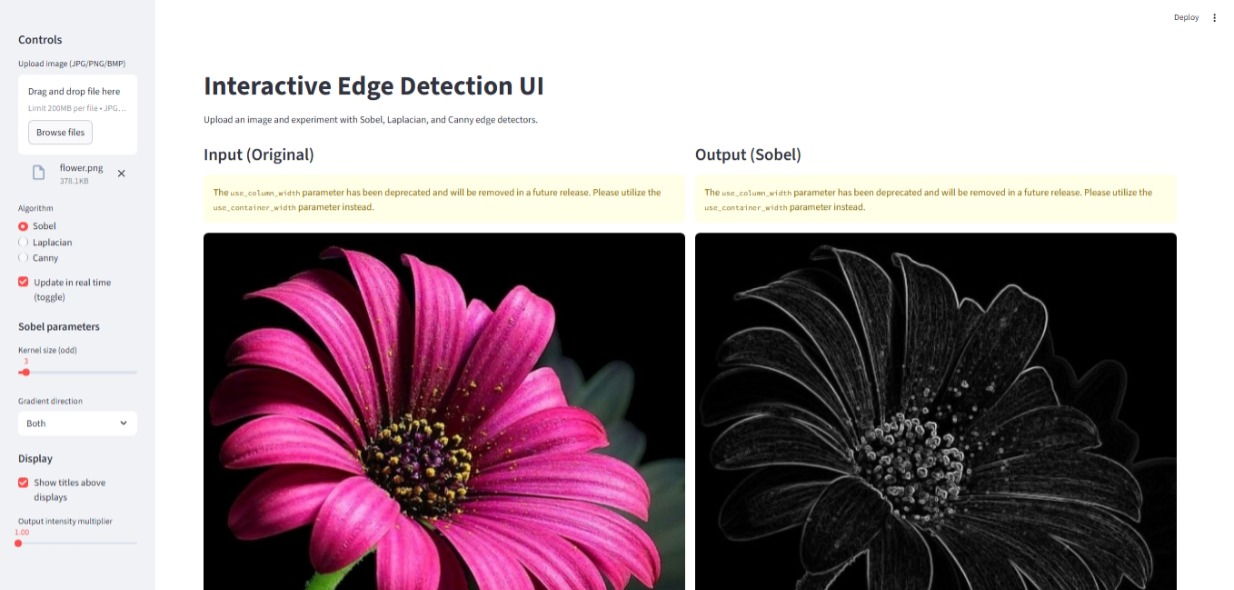 Deploy
Controls
Upload image (JPG/PNG/BMP)
Drag and drop file here
Limit 200MB per file • JPG...
Browse files
flower.png
378.1KB
Algorithm
Sobel
Laplacian
Canny
Update in real time
(toggle)
Sobel parameters
Kernel size (odd)
3
Gradient direction
Both
Display
Show titles above
displays
Output intensity multiplier
1.00
Interactive Edge Detection UI
Upload an image and experiment with Sobel, Laplacian, and Canny edge detectors.
Input (Original)
The use_column_width parameter has been deprecated and will be removed in a future release. Please utilize the
use_container_width parameter instead.
Output (Sobel)
The use_column_width parameter has been deprecated and will be removed in a future release. Please utilize the
use_container_width parameter instead.